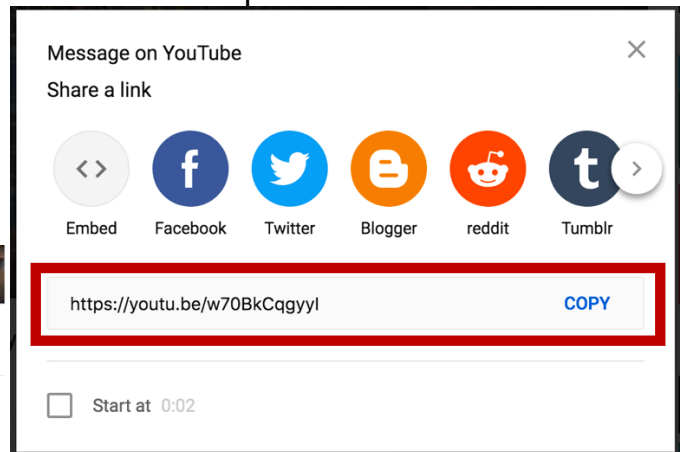 Message on YouTube
Share a link
Embed Facebook Twitter Blogger reddit Tumblr
https://youtu.be/w70BkCqgyyI COPY
Start at 0:02